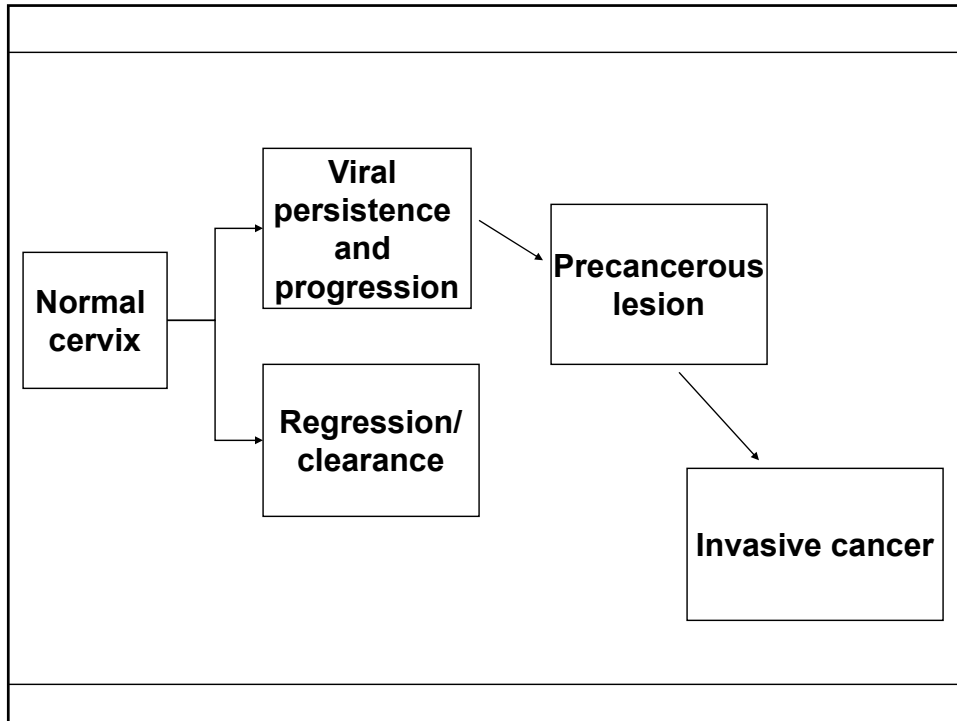 Normal
cervix
Viral
persistence
and
progression
Regression/
clearance
Precancerous
lesion
Invasive cancer